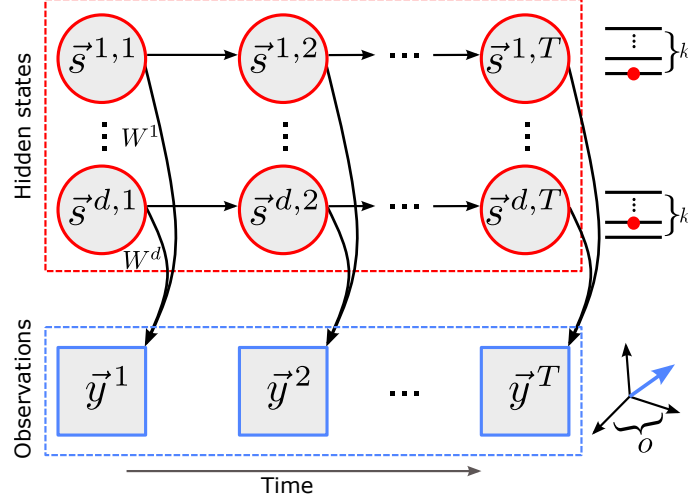 Hidden states
s⃗^{1,1} s⃗^{1,2} ... s⃗^{1,T}
⋮ k
W^1
⋮ ⋮ ⋮
s⃗^{d,1} s⃗^{d,2} ... s⃗^{d,T}
⋮ k
W^d
Observations
y⃗^1 y⃗^2 ... y⃗^T
o
Time